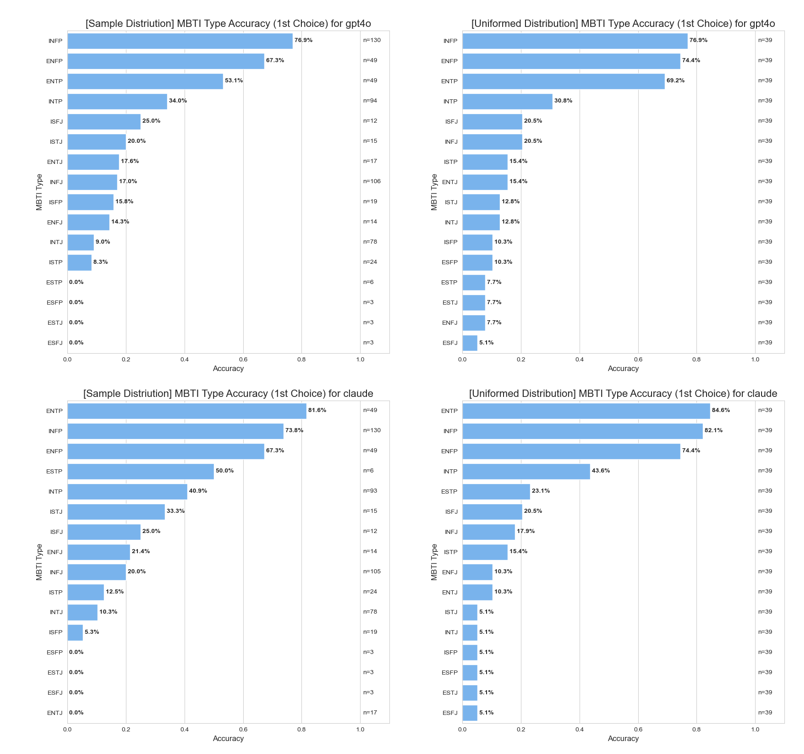 [Sample Distriution] MBTI Type Accuracy (1st Choice) for gpt4o
INFP 76.9% n=130
ENFP 67.3% n=49
ENTP 53.1% n=49
INTP 34.0% n=94
ISFJ 25.0% n=12
ISTJ 20.0% n=15
ENTJ 17.6% n=17
INFJ 17.0% n=106
ISFP 15.8% n=19
ENFJ 14.3% n=14
INTJ 9.0% n=78
ISTP 8.3% n=24
ESTP 0.0% n=6
ESFP 0.0% n=3
ESTJ 0.0% n=3
ESFJ 0.0% n=3
MBTI Type
0.0 0.2 0.4 0.6 0.8 1.0
Accuracy
[Uniformed Distribution] MBTI Type Accuracy (1st Choice) for gpt4o
INFP 76.9% n=39
ENFP 74.4% n=39
ENTP 69.2% n=39
INTP 30.8% n=39
ISFJ 20.5% n=39
INFJ 20.5% n=39
ISTP 15.4% n=39
ENTJ 15.4% n=39
ISTJ 12.8% n=39
INTJ 12.8% n=39
ISFP 10.3% n=39
ESFP 10.3% n=39
ESTP 7.7% n=39
ESTJ 7.7% n=39
ENFJ 7.7% n=39
ESFJ 5.1% n=39
MBTI Type
0.0 0.2 0.4 0.6 0.8 1.0
Accuracy
[Sample Distriution] MBTI Type Accuracy (1st Choice) for claude
ENTP 81.6% n=49
INFP 73.8% n=130
ENFP 67.3% n=49
ESTP 50.0% n=6
INTP 40.9% n=93
ISTJ 33.3% n=15
ISFJ 25.0% n=12
ENFJ 21.4% n=14
INFJ 20.0% n=105
ISTP 12.5% n=24
INTJ 10.3% n=78
ISFP 5.3% n=19
ESFP 0.0% n=3
ESTJ 0.0% n=3
ESFJ 0.0% n=3
ENTJ 0.0% n=17
MBTI Type
0.0 0.2 0.4 0.6 0.8 1.0
Accuracy
[Uniformed Distribution] MBTI Type Accuracy (1st Choice) for claude
ENTP 84.6% n=39
INFP 82.1% n=39
ENFP 74.4% n=39
INTP 43.6% n=39
ESTP 23.1% n=39
ISFJ 20.5% n=39
INFJ 17.9% n=39
ISTP 15.4% n=39
ENFJ 10.3% n=39
ENTJ 10.3% n=39
ISTJ 5.1% n=39
INTJ 5.1% n=39
ISFP 5.1% n=39
ESFP 5.1% n=39
ESTJ 5.1% n=39
ESFJ 5.1% n=39
MBTI Type
0.0 0.2 0.4 0.6 0.8 1.0
Accuracy